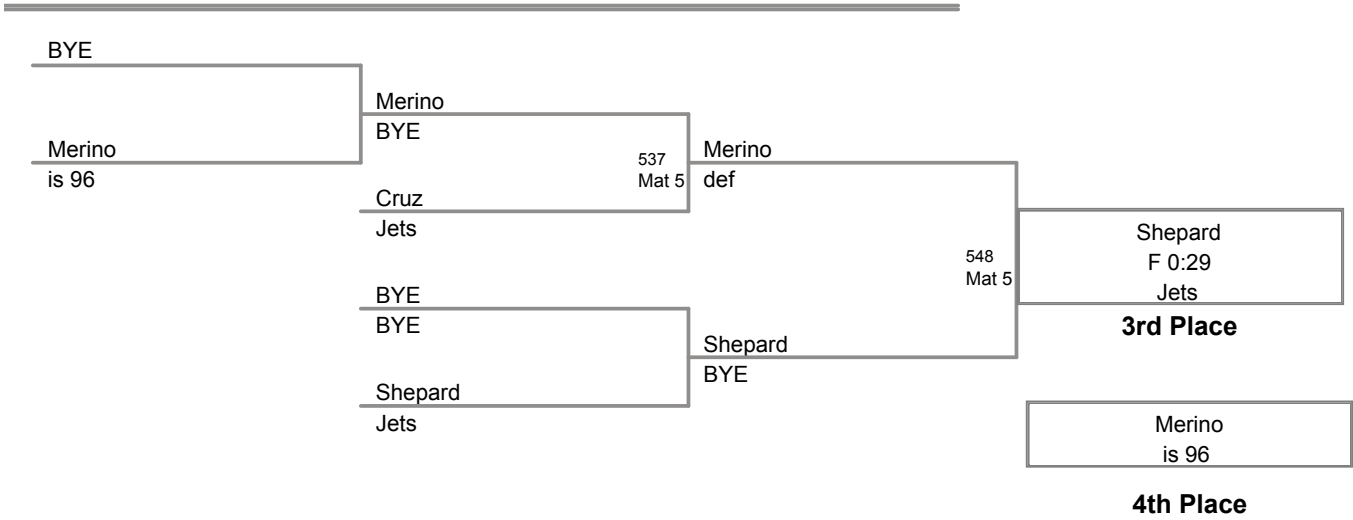 BYE
Merino
BYE
Merino
is 96
537
Mat 5
Merino
def
Cruz
Jets
548
Mat 5
Shepard
F 0:29
Jets
3rd Place
BYE
BYE
Shepard
BYE
Shepard
Jets
Merino
is 96
4th Place